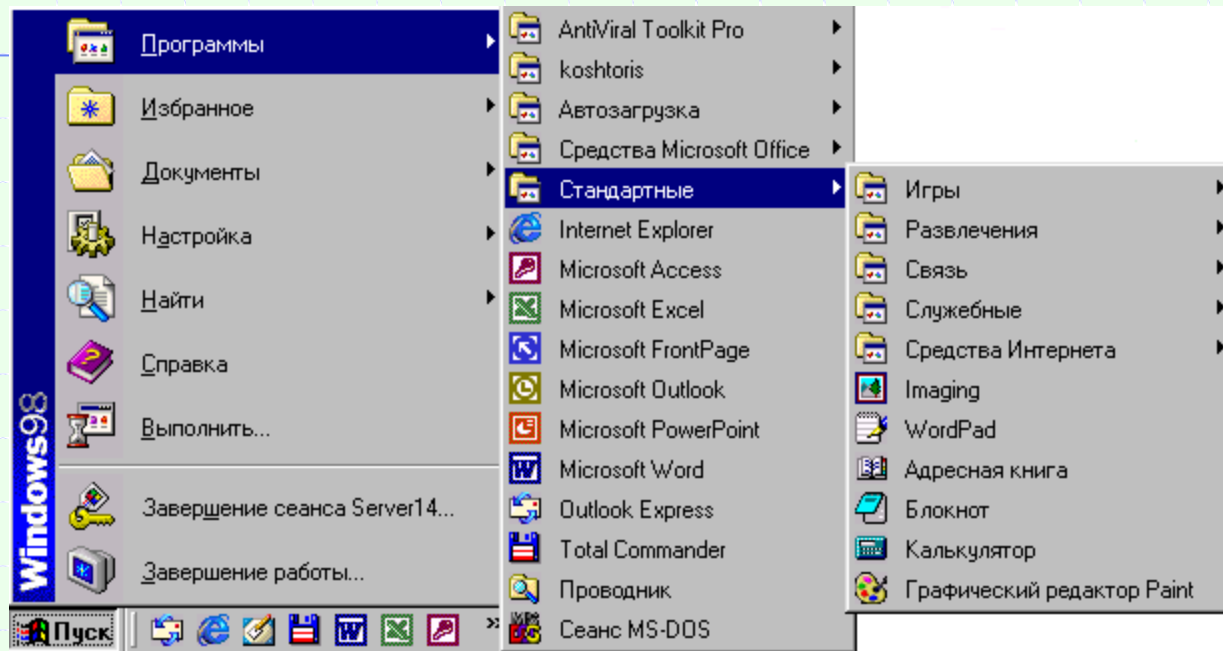 Программы
Избранное
Документы
Настройка
Найти
Справка
Выполнить...
Завершение сеанса Server14...
Завершение работы...
Windows98
Пуск
»
AntiViral Toolkit Pro
koshtoris
Автозагрузка
Средства Microsoft Office
Стандартные
Internet Explorer
Microsoft Access
Microsoft Excel
Microsoft FrontPage
Microsoft Outlook
Microsoft PowerPoint
Microsoft Word
Outlook Express
Total Commander
Проводник
Сеанс MS-DOS
Игры
Развлечения
Связь
Служебные
Средства Интернета
Imaging
WordPad
Адресная книга
Блокнот
Калькулятор
Графический редактор Paint